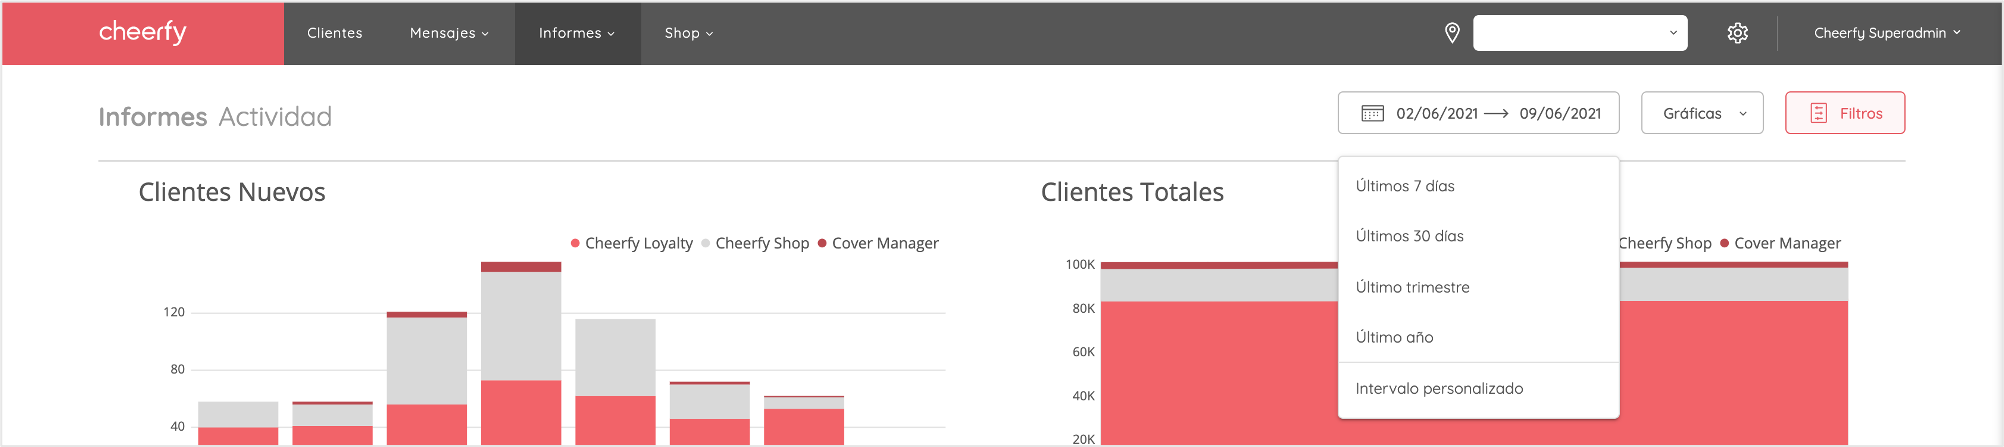 cheerfy Clientes Mensajes Informes Shop Cheerfy Superadmin
Informes Actividad 02/06/2021 09/06/2021 Gráficas Filtros
Clientes Nuevos
Cheerfy Loyalty Cheerfy Shop Cover Manager
120
80
40
Clientes Totales
Cheerfy Shop Cover Manager
100K
80K
60K
40K
20K
Últimos 7 días
Últimos 30 días
Último trimestre
Último año
Intervalo personalizado